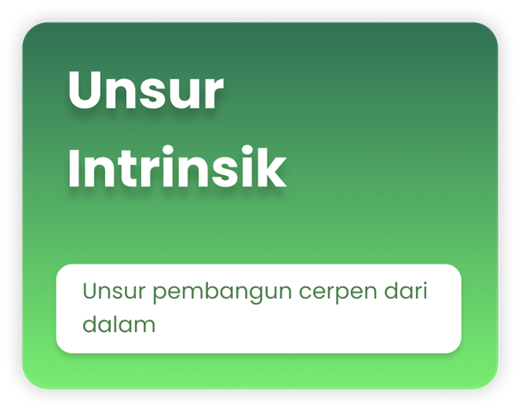 Unsur
Intrinsik
Unsur pembangun cerpen dari
dalam